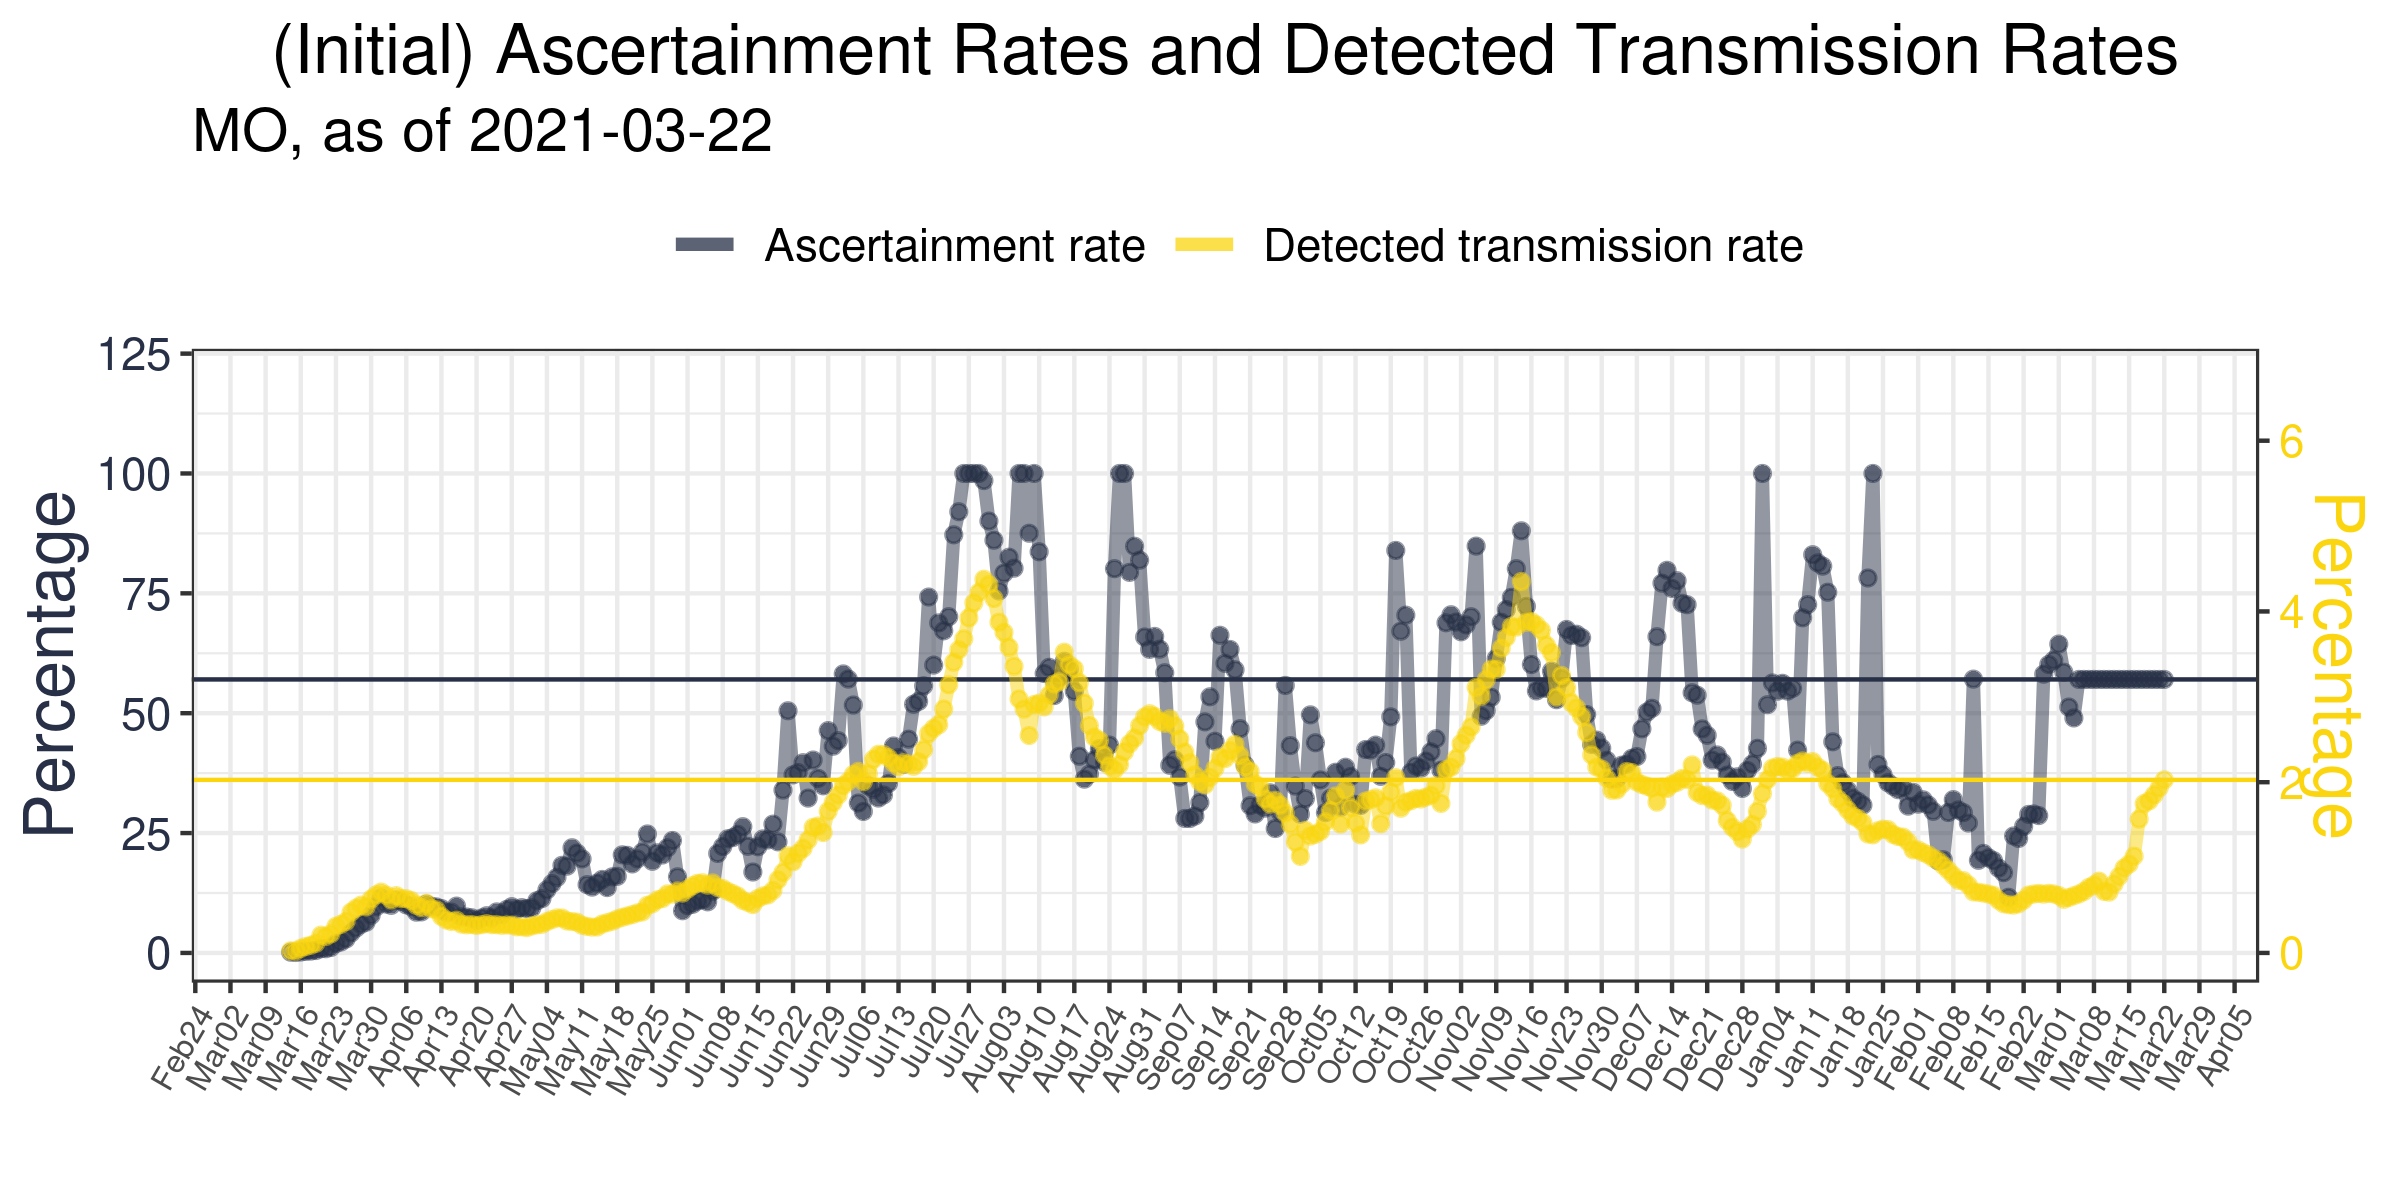 (Initial) Ascertainment Rates and Detected Transmission Rates
MO, as of 2021-03-22
Ascertainment rate
Detected transmission rate
Percentage
125
100
75
50
25
0
6
4
2
0
Percentage
Feb24
Mar02
Mar09
Mar16
Mar23
Mar30
Apr06
Apr13
Apr20
Apr27
May04
May11
May18
May25
Jun01
Jun08
Jun15
Jun22
Jun29
Jul06
Jul13
Jul20
Jul27
Aug03
Aug10
Aug17
Aug24
Aug31
Sep07
Sep14
Sep21
Sep28
Oct05
Oct12
Oct19
Oct26
Nov02
Nov09
Nov16
Nov23
Nov30
Dec07
Dec14
Dec21
Dec28
Jan04
Jan11
Jan18
Jan25
Feb01
Feb08
Feb15
Feb22
Mar01
Mar08
Mar15
Mar22
Mar29
Apr05